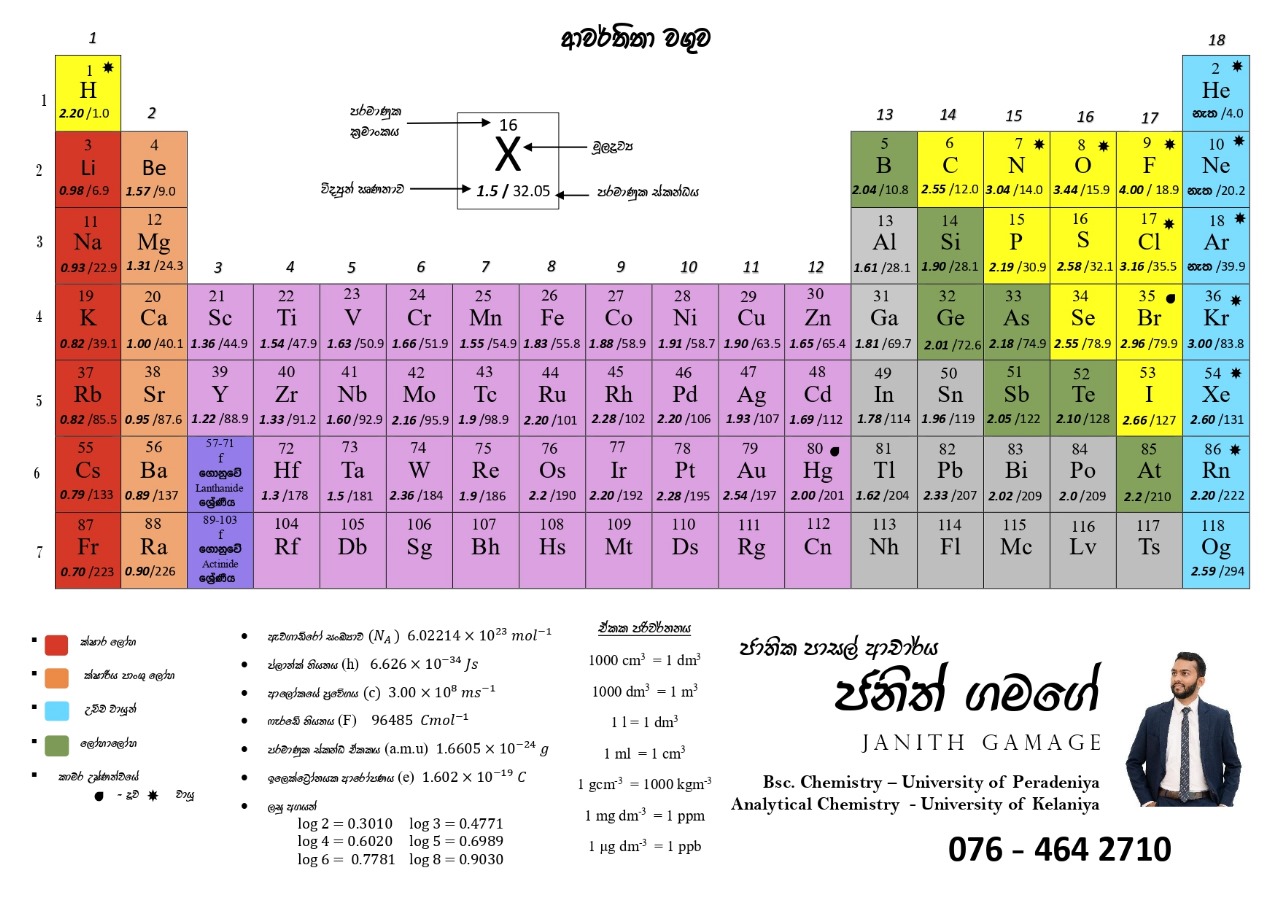 ආවර්තිතා වගුව
1 18
1 H 2.20 /1.0
2 He නැත /4.0
2 13 14 15 16 17
පරමාණුක ක්‍රමාංකය
16
X
මූලද්‍රව්‍ය
විද්‍යුත් ඍණතාව
1.5 / 32.05
පරමාණුක ස්කන්ධය
1
2
3 Li 0.98 /6.9
4 Be 1.57 /9.0
5 B 2.04 /10.8
6 C 2.55 /12.0
7 N 3.04 /14.0
8 O 3.44 /15.9
9 F 4.00 / 18.9
10 Ne නැත /20.2
3
11 Na 0.93 /22.9
12 Mg 1.31 /24.3
13 Al 1.61 /28.1
14 Si 1.90 /28.1
15 P 2.19 /30.9
16 S 2.58 /32.1
17 Cl 3.16 /35.5
18 Ar නැත /39.9
3 4 5 6 7 8 9 10 11 12
4
19 K 0.82 /39.1
20 Ca 1.00 /40.1
21 Sc 1.36 /44.9
22 Ti 1.54 /47.9
23 V 1.63 /50.9
24 Cr 1.66 /51.9
25 Mn 1.55 /54.9
26 Fe 1.83 /55.8
27 Co 1.88 /58.9
28 Ni 1.91 /58.7
29 Cu 1.90 /63.5
30 Zn 1.65 /65.4
31 Ga 1.81 /69.7
32 Ge 2.01 /72.6
33 As 2.18 /74.9
34 Se 2.55 /78.9
35 Br 2.96 /79.9
36 Kr 3.00 /83.8
5
37 Rb 0.82 /85.5
38 Sr 0.95 /87.6
39 Y 1.22 /88.9
40 Zr 1.33 /91.2
41 Nb 1.60 /92.9
42 Mo 2.16 /95.9
43 Tc 1.9 /98.9
44 Ru 2.20 /101
45 Rh 2.28 /102
46 Pd 2.20 /106
47 Ag 1.93 /107
48 Cd 1.69 /112
49 In 1.78 /114
50 Sn 1.96 /119
51 Sb 2.05 /122
52 Te 2.10 /128
53 I 2.66 /127
54 Xe 2.60 /131
6
55 Cs 0.79 /133
56 Ba 0.89 /137
57-71 f ගොනුවේ Lanthanide ශ්‍රේණිය
72 Hf 1.3 /178
73 Ta 1.5 /181
74 W 2.36 /184
75 Re 1.9 /186
76 Os 2.2 /190
77 Ir 2.20 /192
78 Pt 2.28 /195
79 Au 2.54 /197
80 Hg 2.00 /201
81 Tl 1.62 /204
82 Pb 2.33 /207
83 Bi 2.02 /209
84 Po 2.0 /209
85 At 2.2 /210
86 Rn 2.20 /222
7
87 Fr 0.70 /223
88 Ra 0.90/226
89-103 f ගොනුවේ Actinide ශ්‍රේණිය
104 Rf
105 Db
106 Sg
107 Bh
108 Hs
109 Mt
110 Ds
111 Rg
112 Cn
113 Nh
114 Fl
115 Mc
116 Lv
117 Ts
118 Og 2.59 /294
ක්ෂාර ලෝහ
ක්ෂාරීය පාංශු ලෝහ
උච්ච වායුන්
ලෝහාලෝහ
කාමර උෂ්ණත්වයේ
- ද්‍රව වායු
ඇවගාඩ්රෝ සංඛ්‍යාව (N_A) 6.02214 × 10²³ mol⁻¹
ප්ලාන්ක් නියතය (h) 6.626 × 10⁻³⁴ Js
ආලෝකයේ ප්‍රවේගය (c) 3.00 × 10⁸ ms⁻¹
ෆැරඩේ නියතය (F) 96485 Cmol⁻¹
පරමාණුක ස්කන්ධ ඒකකය (a.m.u) 1.6605 × 10⁻²⁴ g
ඉලෙක්ට්‍රෝනයක ආරෝපණය (e) 1.602 × 10⁻¹⁹ C
ලඝු අගයන්
log 2 = 0.3010 log 3 = 0.4771
log 4 = 0.6020 log 5 = 0.6989
log 6 = 0.7781 log 8 = 0.9030
ඒකක පරිවර්තනය
1000 cm³ = 1 dm³
1000 dm³ = 1 m³
1 l = 1 dm³
1 ml = 1 cm³
1 gcm⁻³ = 1000 kgm⁻³
1 mg dm⁻³ = 1 ppm
1 µg dm⁻³ = 1 ppb
ජාතික පාසල් ආචාර්ය
ජනිත් ගමගේ
JANITH GAMAGE
Bsc. Chemistry – University of Peradeniya
Analytical Chemistry - University of Kelaniya
076 - 464 2710